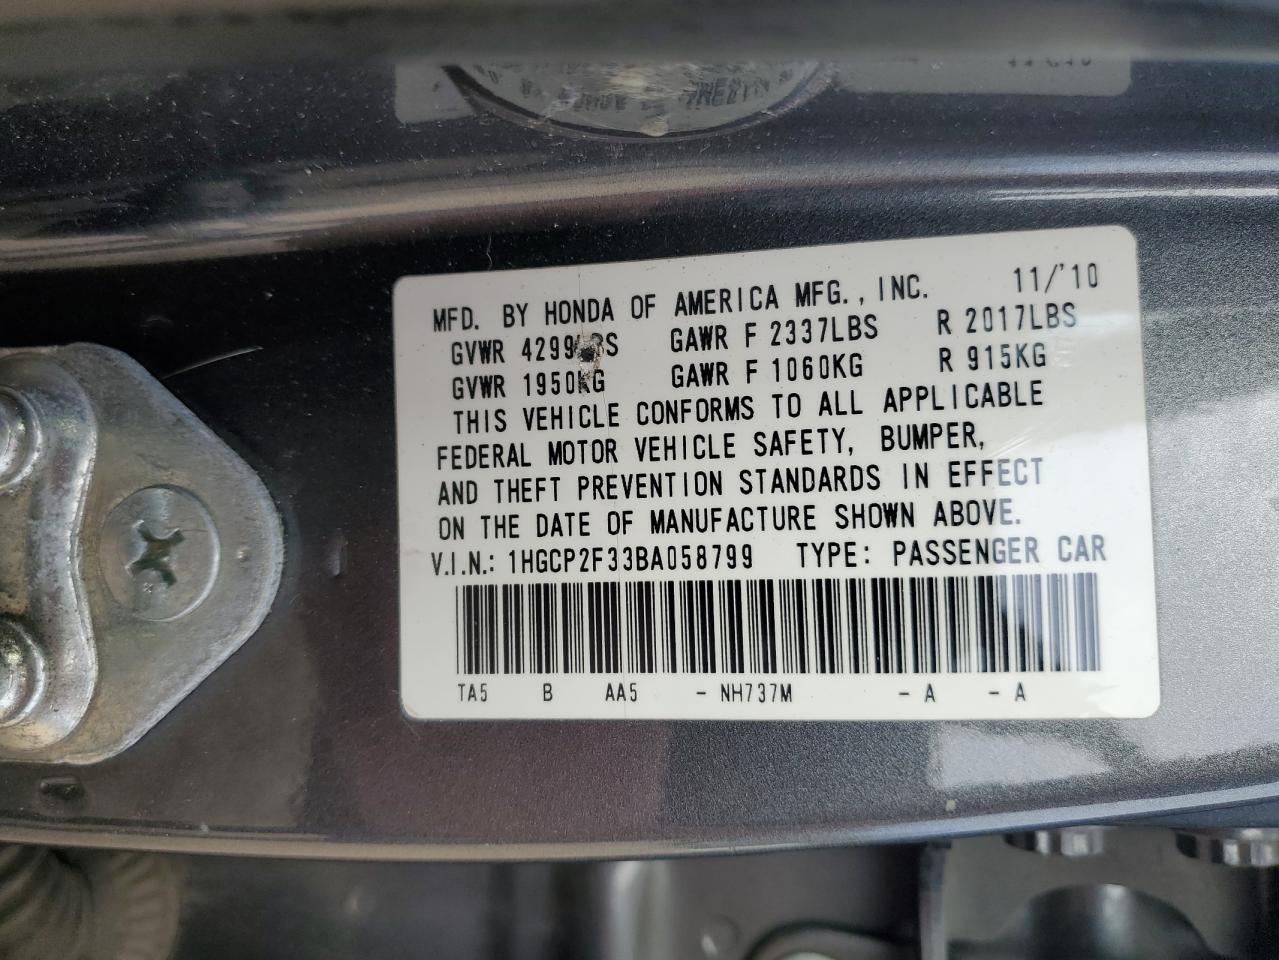 MFD. BY HONDA OF AMERICA MFG., INC. 11/'10
GVWR 4299LBS GAWR F 2337LBS R 2017LBS
GVWR 1950KG GAWR F 1060KG R 915KG
THIS VEHICLE CONFORMS TO ALL APPLICABLE
FEDERAL MOTOR VEHICLE SAFETY, BUMPER,
AND THEFT PREVENTION STANDARDS IN EFFECT
ON THE DATE OF MANUFACTURE SHOWN ABOVE.
V.I.N.: 1HGCP2F33BA058799 TYPE: PASSENGER CAR
TA5 B AA5 - NH737M - A - A